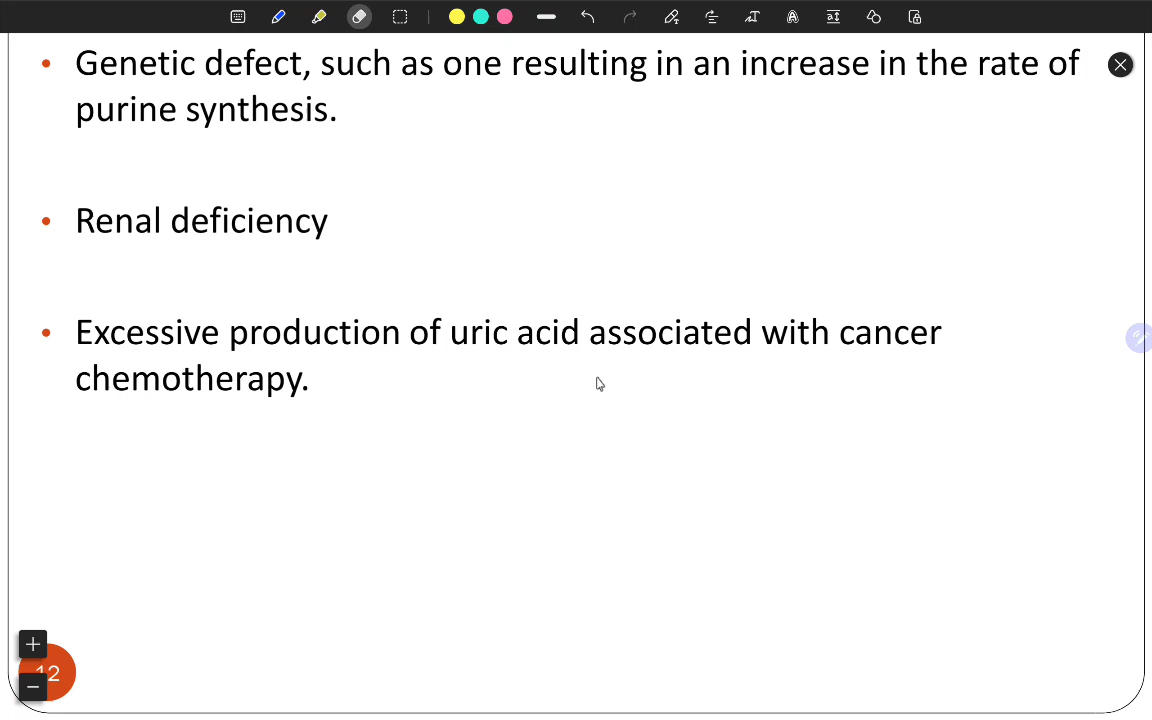 • Genetic defect, such as one resulting in an increase in the rate of
purine synthesis.
• Renal deficiency
• Excessive production of uric acid associated with cancer
chemotherapy.
12